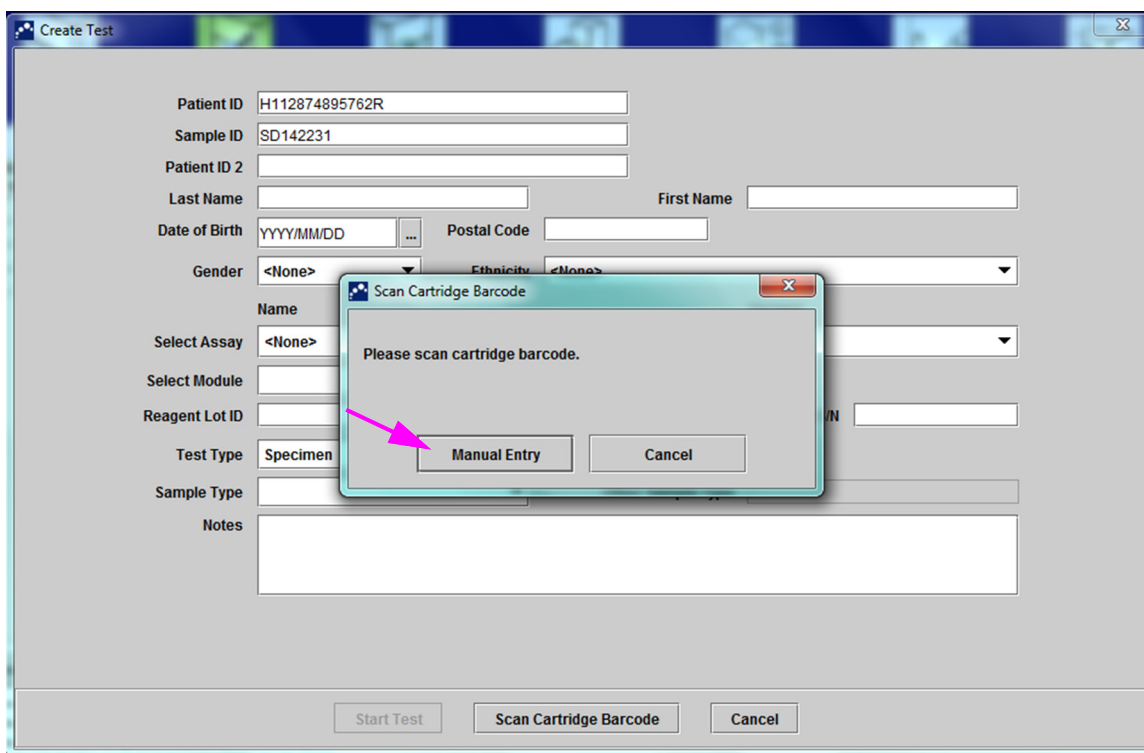 Create Test
Patient ID H112874895762R
Sample ID SD142231
Patient ID 2
Last Name First Name
Date of Birth YYYY/MM/DD ... Postal Code
Gender <None> Ethnicity <None>
Scan Cartridge Barcode
Name
Select Assay <None>
Please scan cartridge barcode.
Select Module
Reagent Lot ID /N
Test Type Specimen
Manual Entry Cancel
Sample Type
Notes
Start Test Scan Cartridge Barcode Cancel